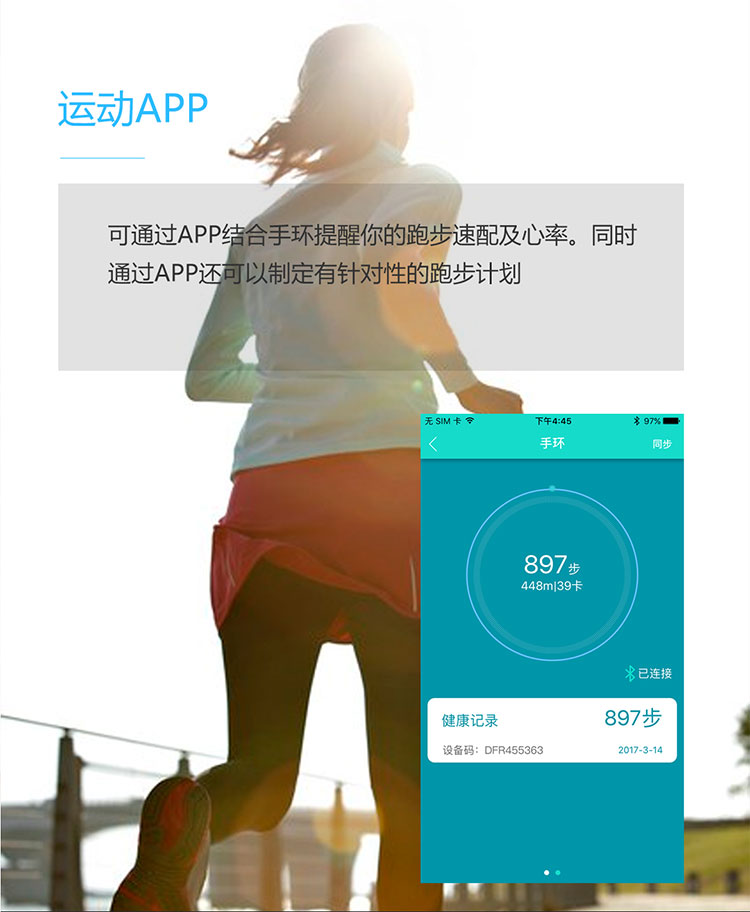 运动APP
可通过APP结合手环提醒你的跑步速配及心率。同时
通过APP还可以制定有针对性的跑步计划
无 SIM 卡 下午4:45 97%
手环 同步
897步
448m|39卡
已连接
健康记录 897步
设备码：DFR455363 2017-3-14